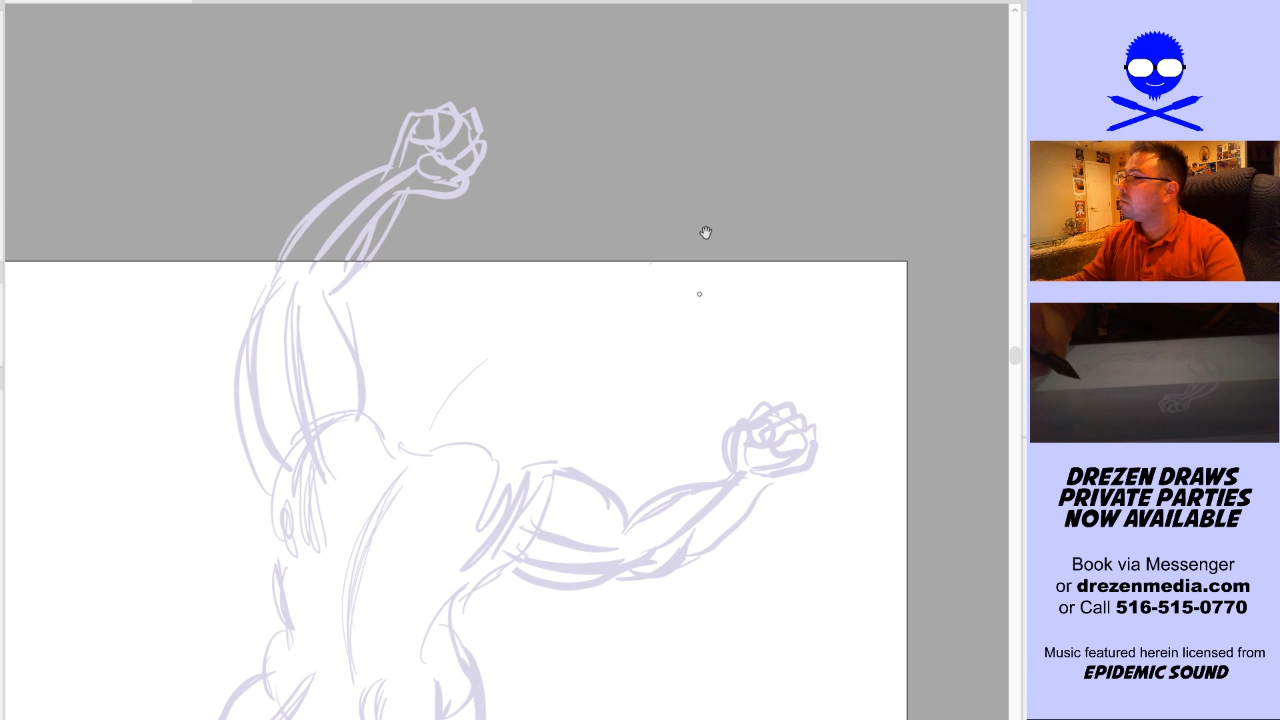 DREZEN DRAWS
PRIVATE PARTIES
NOW AVAILABLE
Book via Messenger
or drezenmedia.com
or Call 516-515-0770
Music featured herein licensed from
EPIDEMIC SOUND